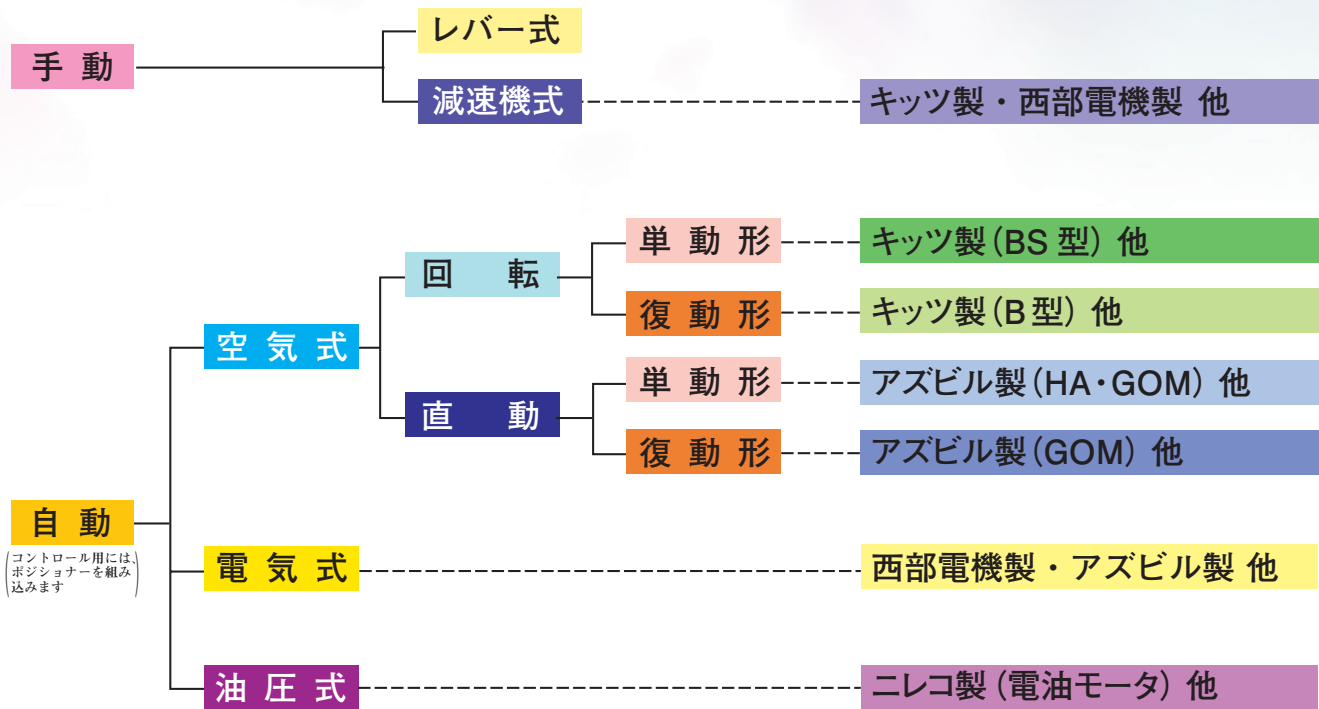 レバー式
手動
減速機式
キッツ製・西部電機製 他
単動形
キッツ製(BS型)他
回転
復動形
キッツ製(B型)他
空気式
単動形
アズビル製(HA・GOM)他
直動
復動形
アズビル製(GOM)他
自動
コントロール用には、
ポジショナーを組み
込みます
電気式
西部電機製・アズビル製 他
油圧式
ニレコ製(電油モータ)他